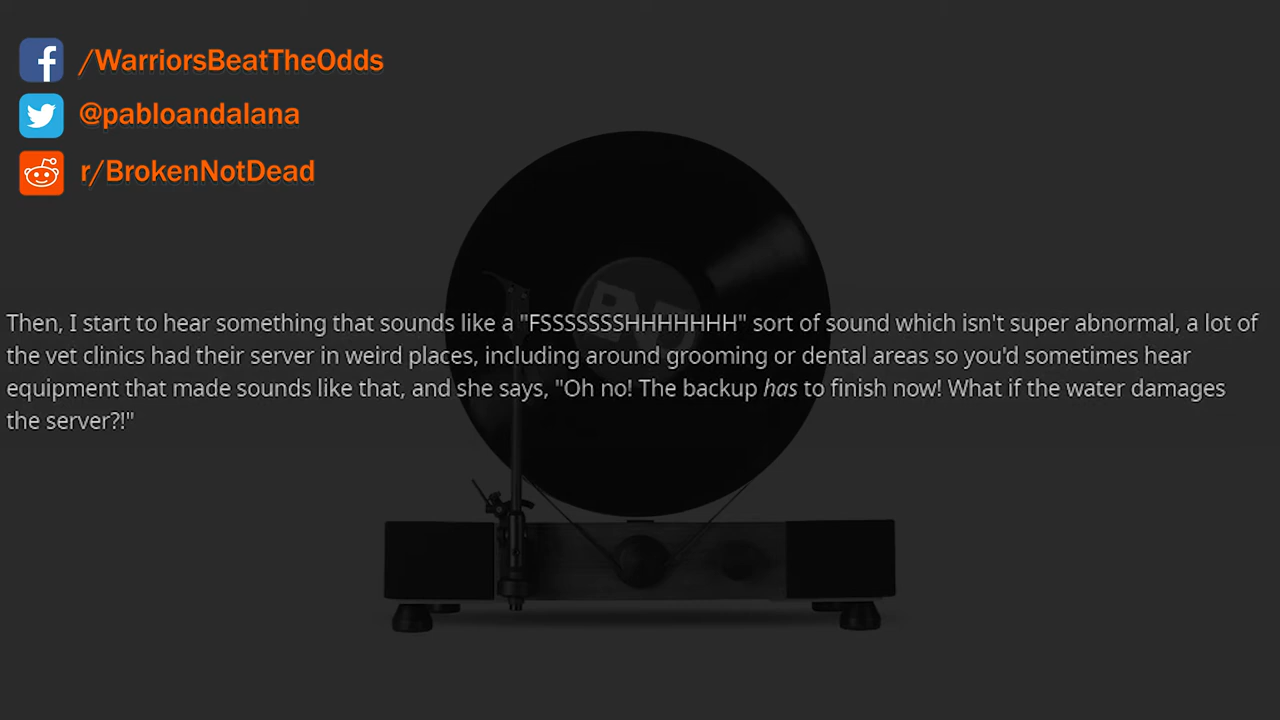 /WarriorsBeatTheOdds
@pabloandalana
r/BrokenNotDead
Then, I start to hear something that sounds like a "FSSSSSSSHHHHHHH" sort of sound which isn't super abnormal, a lot of
the vet clinics had their server in weird places, including around grooming or dental areas so you'd sometimes hear
equipment that made sounds like that, and she says, "Oh no! The backup has to finish now! What if the water damages
the server?!"